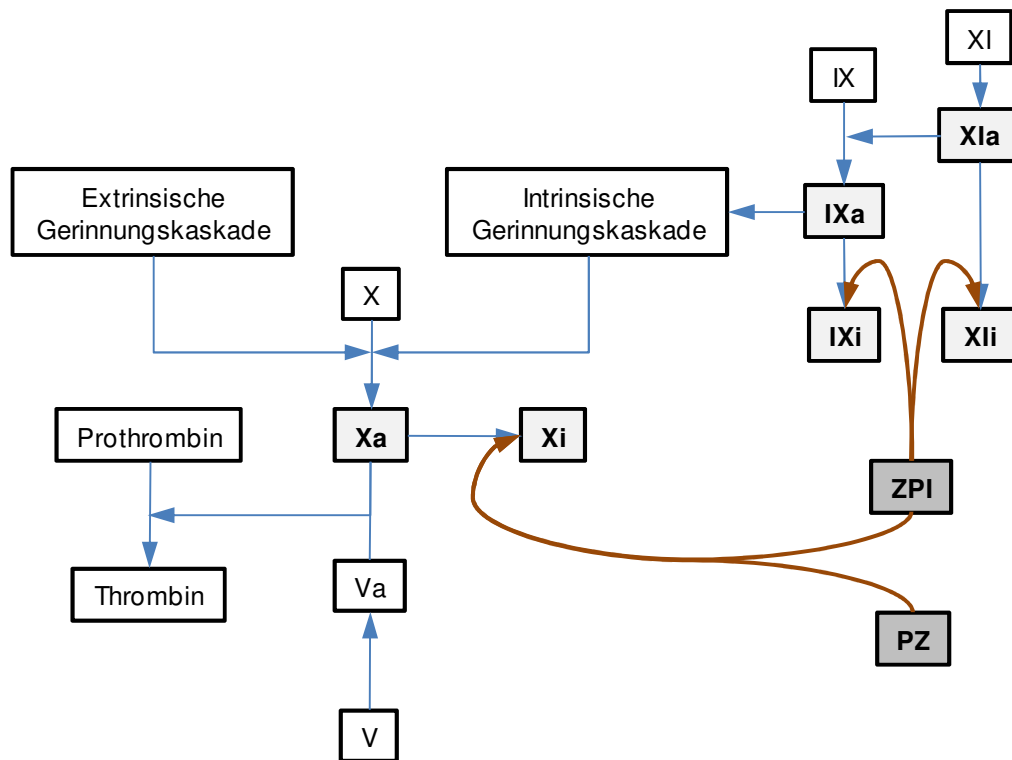 XI
IX
XIa
Extrinsische
Gerinnungskaskade
Intrinsische
Gerinnungskaskade
IXa
X
IXi
XIi
Prothrombin
Xa
Xi
ZPI
Thrombin
Va
PZ
V